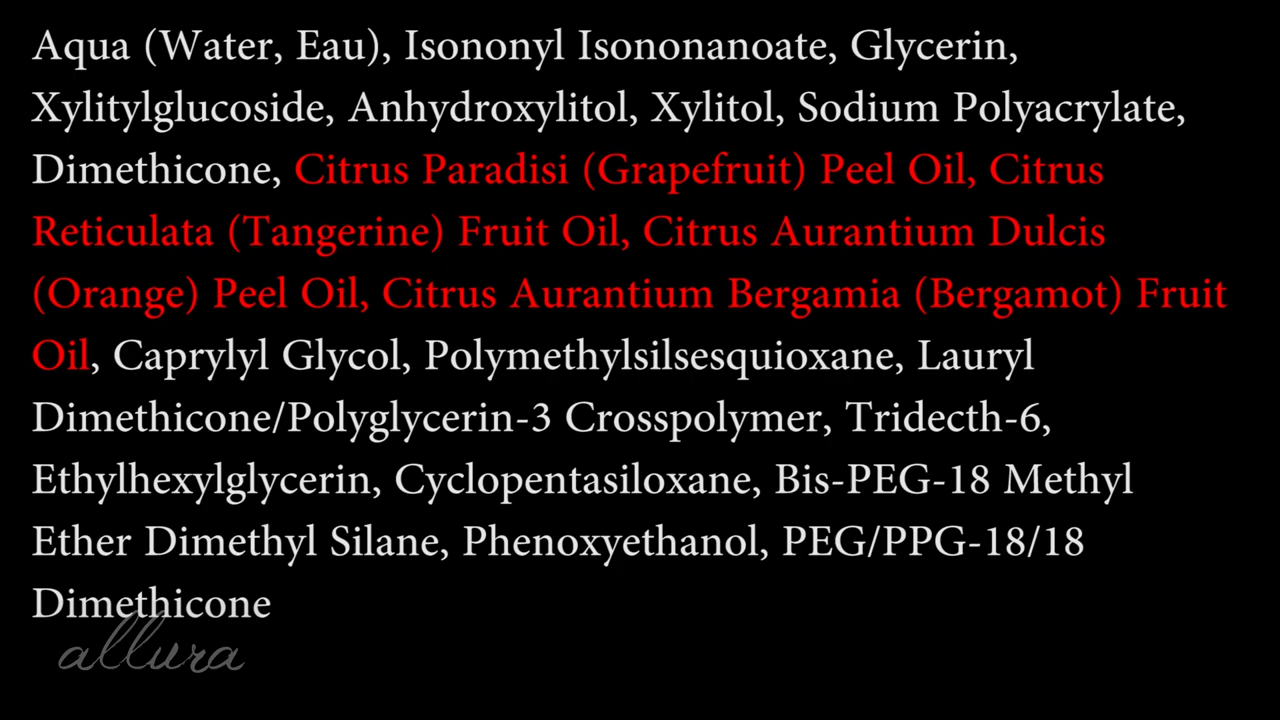 Aqua (Water, Eau), Isononyl Isononanoate, Glycerin,
Xylitylglucoside, Anhydroxylitol, Xylitol, Sodium Polyacrylate,
Dimethicone, Citrus Paradisi (Grapefruit) Peel Oil, Citrus
Reticulata (Tangerine) Fruit Oil, Citrus Aurantium Dulcis
(Orange) Peel Oil, Citrus Aurantium Bergamia (Bergamot) Fruit
Oil, Caprylyl Glycol, Polymethylsilsesquioxane, Lauryl
Dimethicone/Polyglycerin-3 Crosspolymer, Tridecth-6,
Ethylhexylglycerin, Cyclopentasiloxane, Bis-PEG-18 Methyl
Ether Dimethyl Silane, Phenoxyethanol, PEG/PPG-18/18
Dimethicone
allura